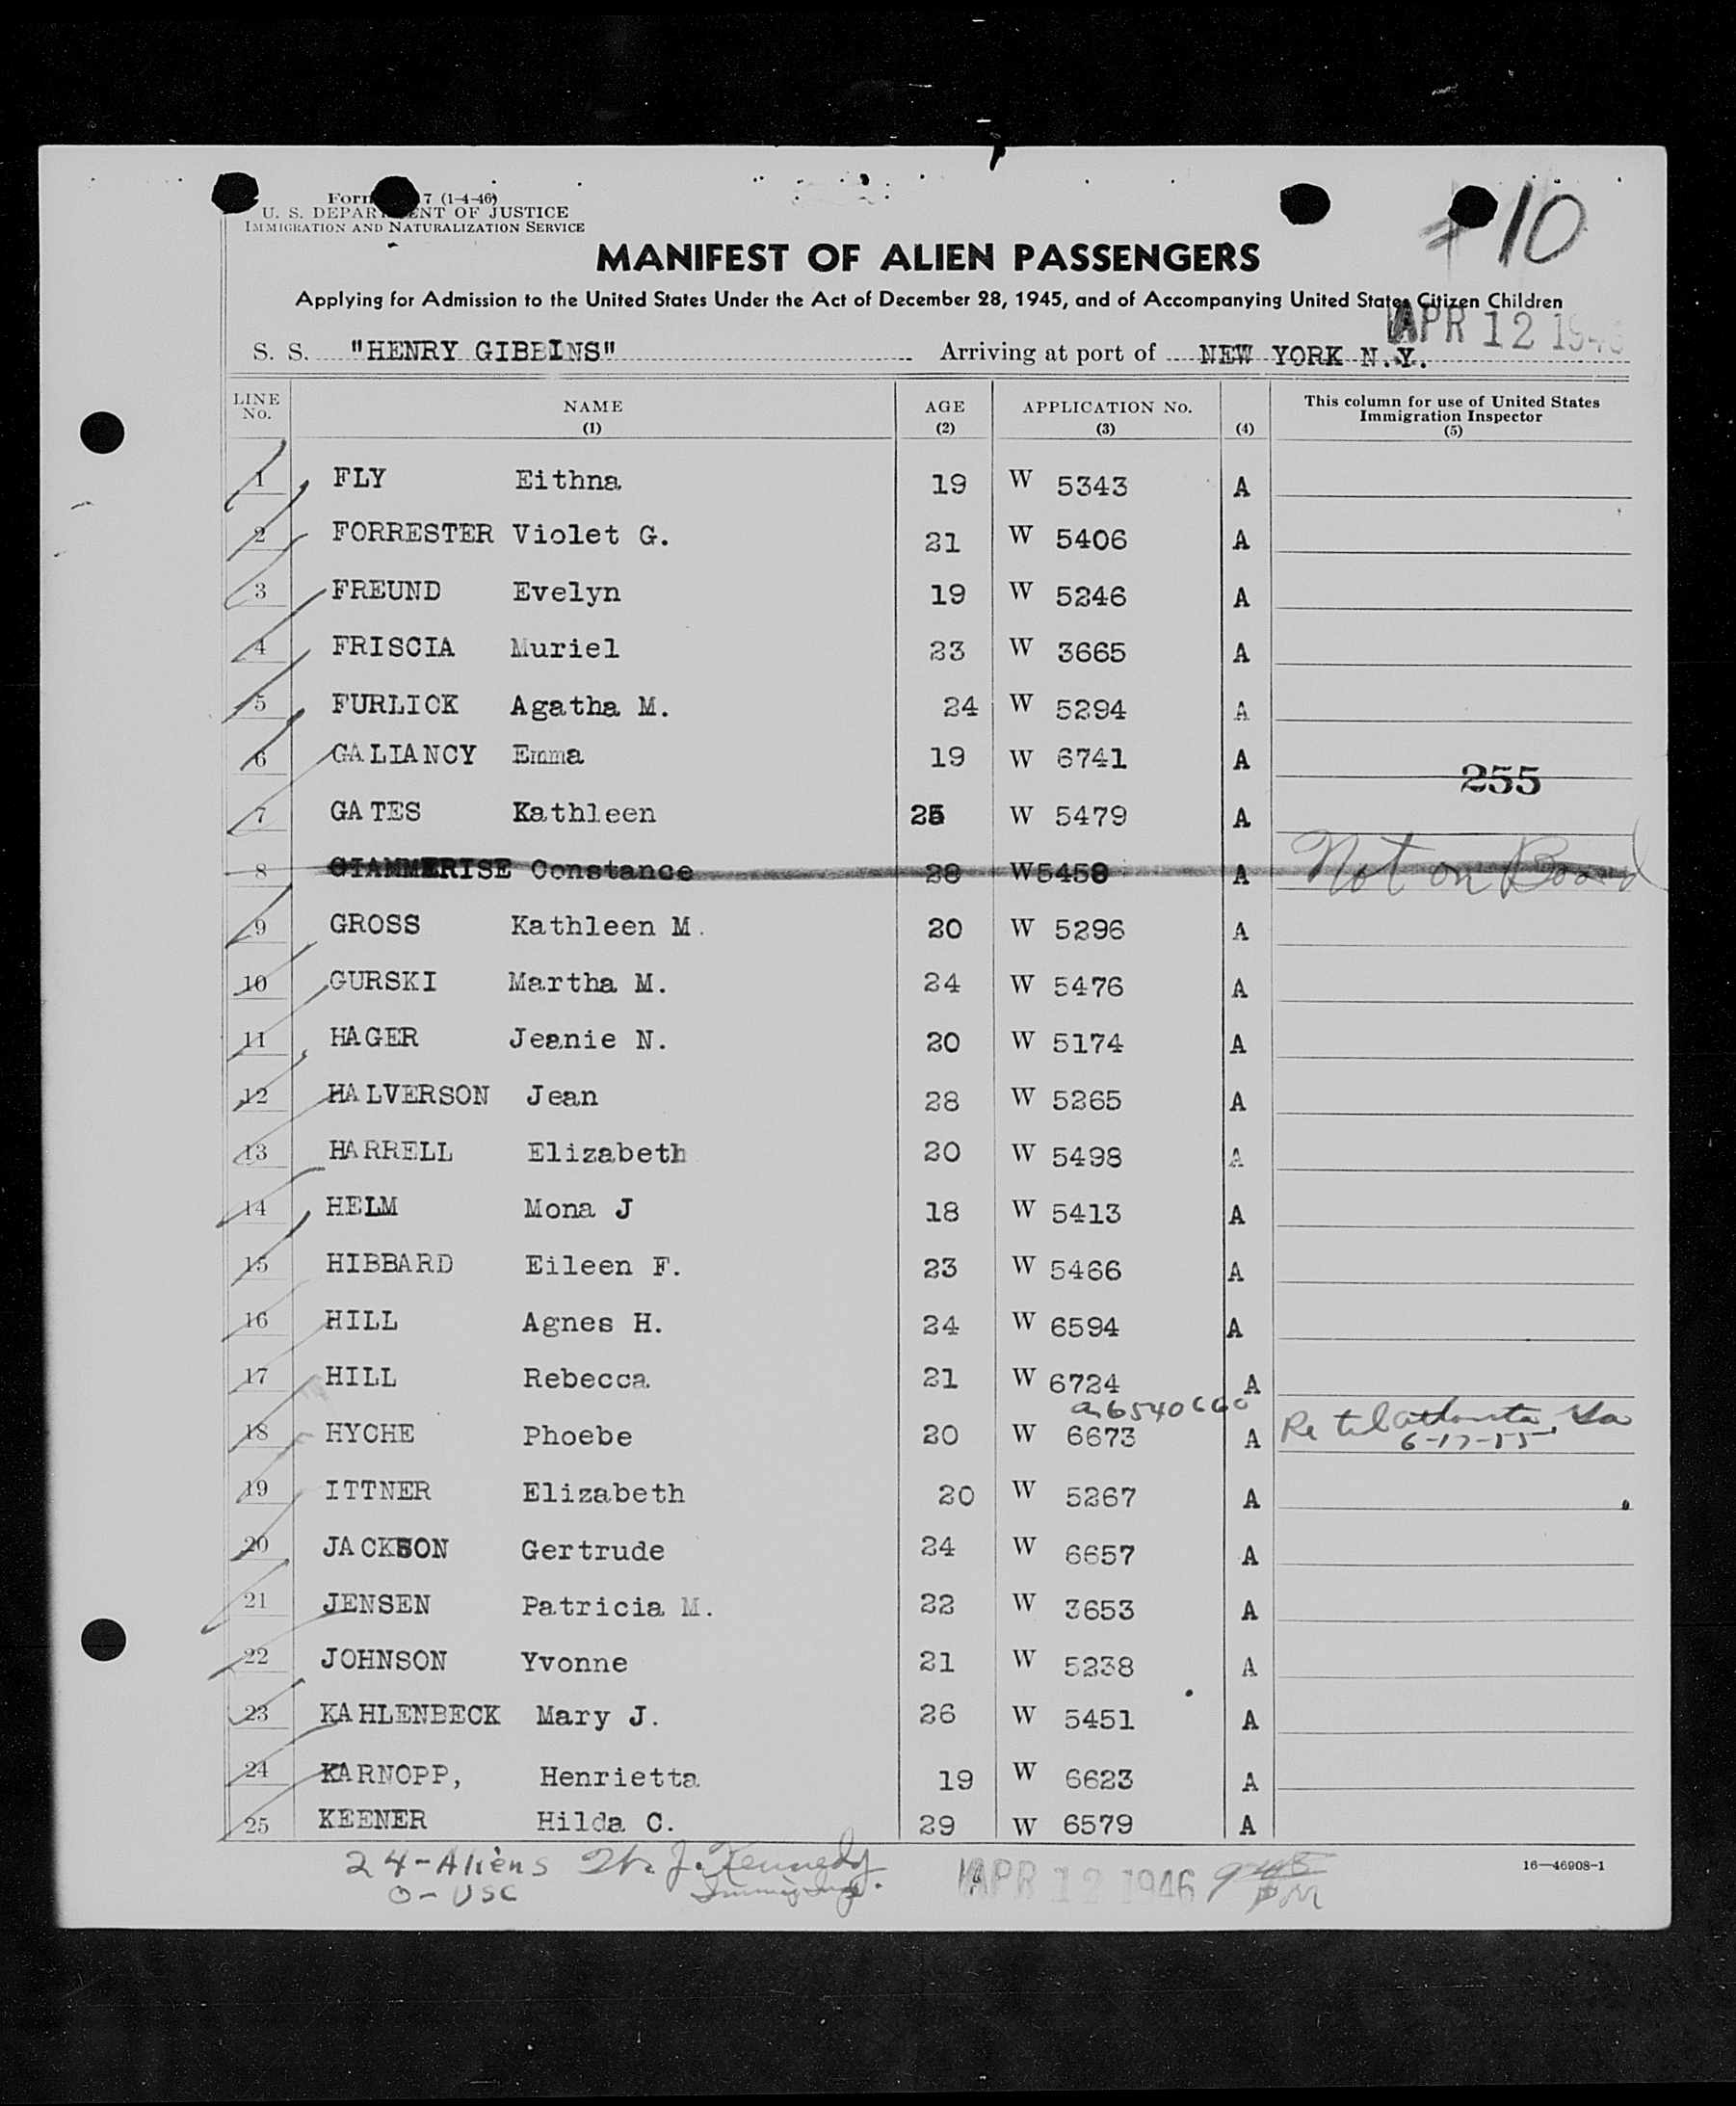 # 10
Form 7 (1-4-46)
U. S. DEPARTMENT OF JUSTICE
IMMIGRATION AND NATURALIZATION SERVICE
MANIFEST OF ALIEN PASSENGERS
Applying for Admission to the United States Under the Act of December 28, 1945, and of Accompanying United States Citizen Children
APR 12 1946
S. S. "HENRY GIBBINS" Arriving at port of NEW YORK N.Y.
LINE No. NAME (1) AGE (2) APPLICATION No. (3) (4) This column for use of United States Immigration Inspector (5)
1 FLY Eithna 19 W 5343 A
2 FORRESTER Violet G. 21 W 5406 A
3 FREUND Evelyn 19 W 5246 A
4 FRISCIA Muriel 23 W 3665 A
5 FURLICK Agatha M. 24 W 5294 A
6 GALIANCY Emma 19 W 6741 A
255
7 GATES Kathleen 25 W 5479 A
8 GIAMMERISE Constance 28 W5458 A Not on Board
9 GROSS Kathleen M. 20 W 5296 A
10 GURSKI Martha M. 24 W 5476 A
11 HAGER Jeanie N. 20 W 5174 A
12 HALVERSON Jean 28 W 5265 A
13 HARRELL Elizabeth 20 W 5498 A
14 HELM Mona J 18 W 5413 A
15 HIBBARD Eileen F. 23 W 5466 A
16 HILL Agnes H. 24 W 6594 A
17 HILL Rebecca 21 W 6724 A
a6540660
18 HYCHE Phoebe 20 W 6673 A Re tel Atlanta, Ga
6-17-55
19 ITTNER Elizabeth 20 W 5267 A
20 JACKSON Gertrude 24 W 6657 A
21 JENSEN Patricia M. 22 W 3653 A
22 JOHNSON Yvonne 21 W 5238 A
23 KAHLENBECK Mary J. 26 W 5451 A
24 KARNOPP, Henrietta 19 W 6623 A
25 KEENER Hilda C. 29 W 6579 A
24-Aliens J. Kennedy APR 12 1946 PM 16—46908-1
0-USC